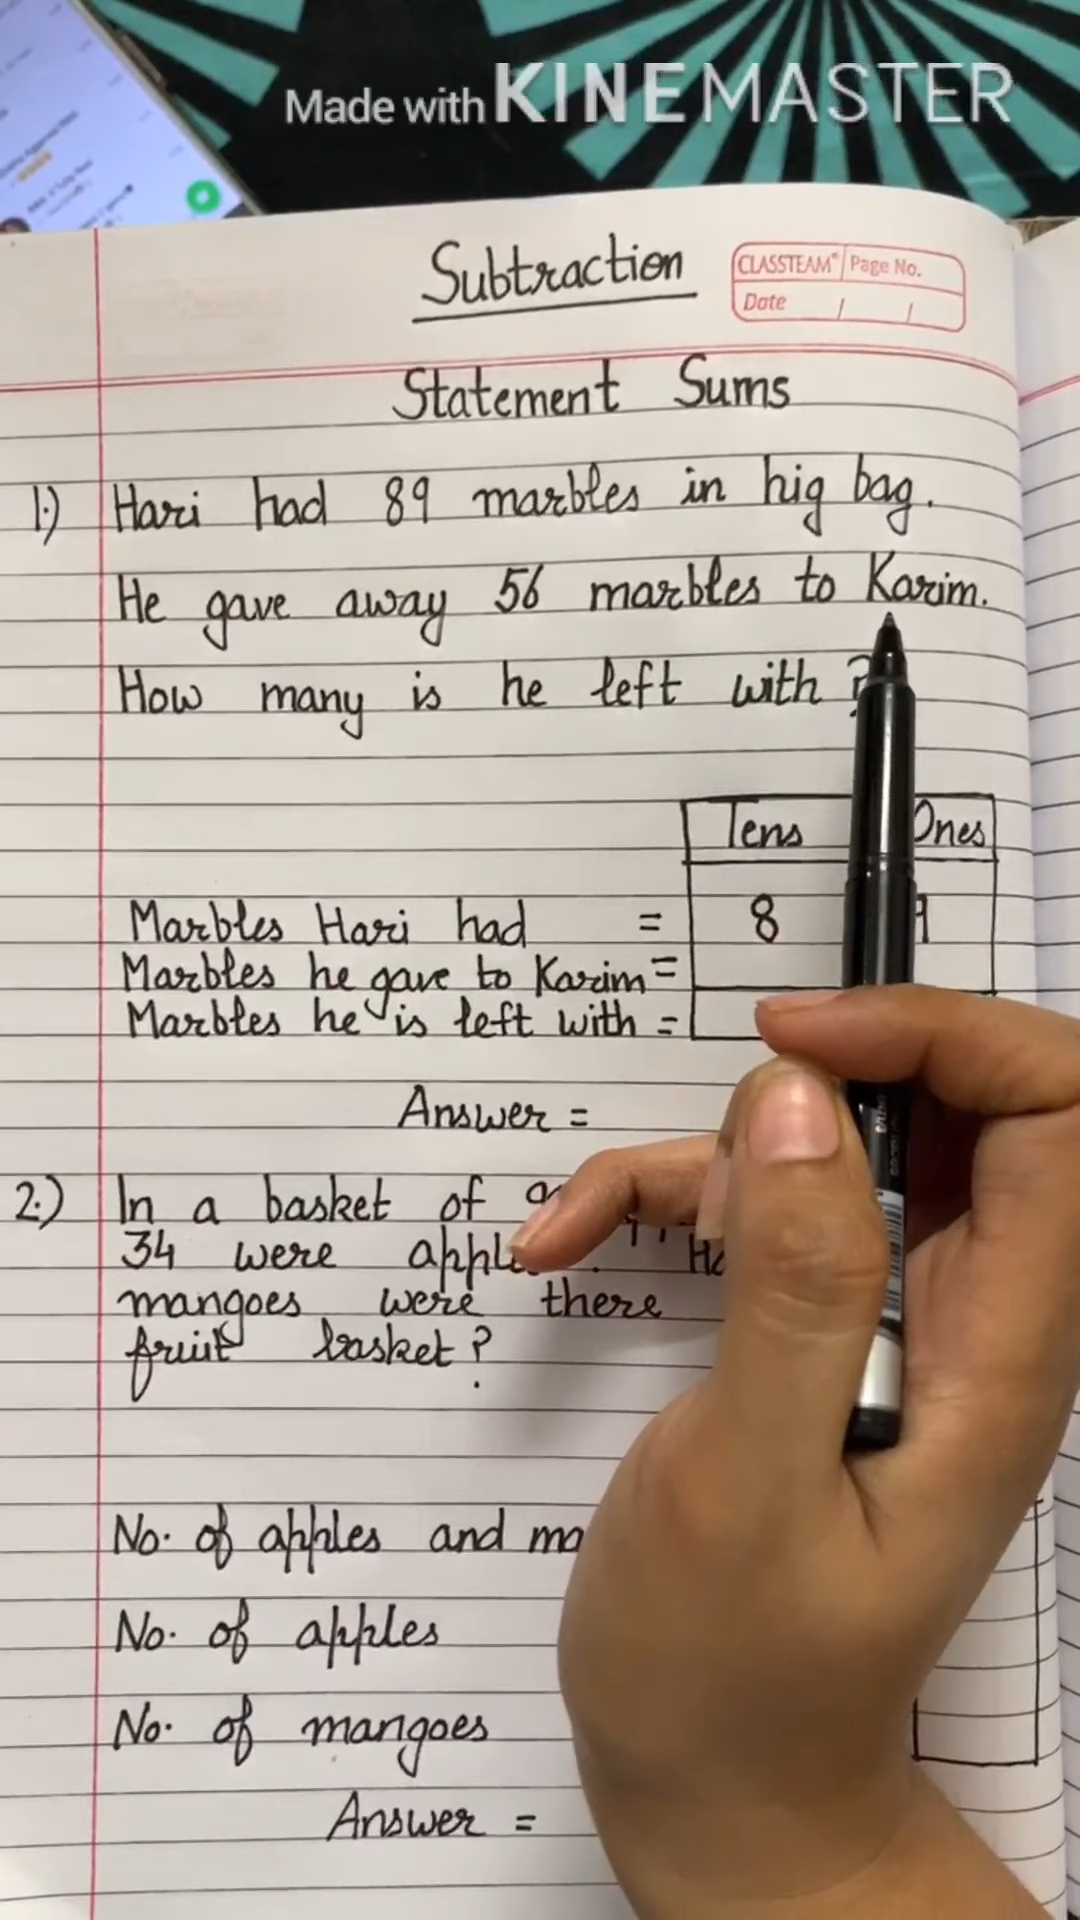 Made with KINEMASTER
Subtraction
CLASSTEAM Page No.
Date / /
Statement Sums
1.) Hari had 89 marbles in hig bag.
He gave away 56 marbles to Karim.
How many is he left with ?
Tens Ones
Marbles Hari had = 8 9
Marbles he gave to Karim =
Marbles he is left with =
Answer =
2.) In a basket of
34 were
mangoes were there
fruit basket?
No. of apples and
No. of apples
No. of mangoes
Answer =